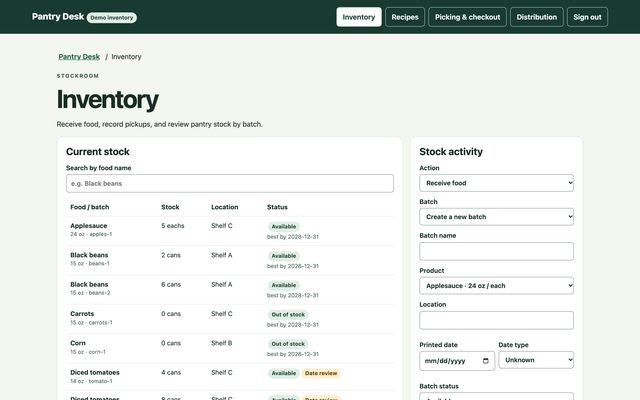 Pantry Desk Demo inventory Inventory Recipes Picking & checkout Distribution Sign out
Pantry Desk / Inventory
STOCKROOM
Inventory
Receive food, record pickups, and review pantry stock by batch.
Current stock
Search by food name
e.g. Black beans
Food / batch Stock Location Status
Applesauce 5 eachs Shelf C Available
24 oz · apples-1 best by 2028-12-31
Black beans 2 cans Shelf A Available
15 oz · beans-1 best by 2028-12-31
Black beans 6 cans Shelf A Available
15 oz · beans-2 best by 2028-12-31
Carrots 0 cans Shelf C Out of stock
15 oz · carrots-1 best by 2028-12-31
Corn 0 cans Shelf B Out of stock
15 oz · corn-1 best by 2028-12-31
Diced tomatoes 4 cans Shelf C Available Date review
14 oz · tomato-1 best by 2028-12-31
Diced tomatoes 8 cans Shelf C Available Date review
Stock activity
Action
Receive food
Batch
Create a new batch
Batch name
Product
Applesauce · 24 oz / each
Location
Printed date Date type
mm/dd/yyyy Unknown
Batch status